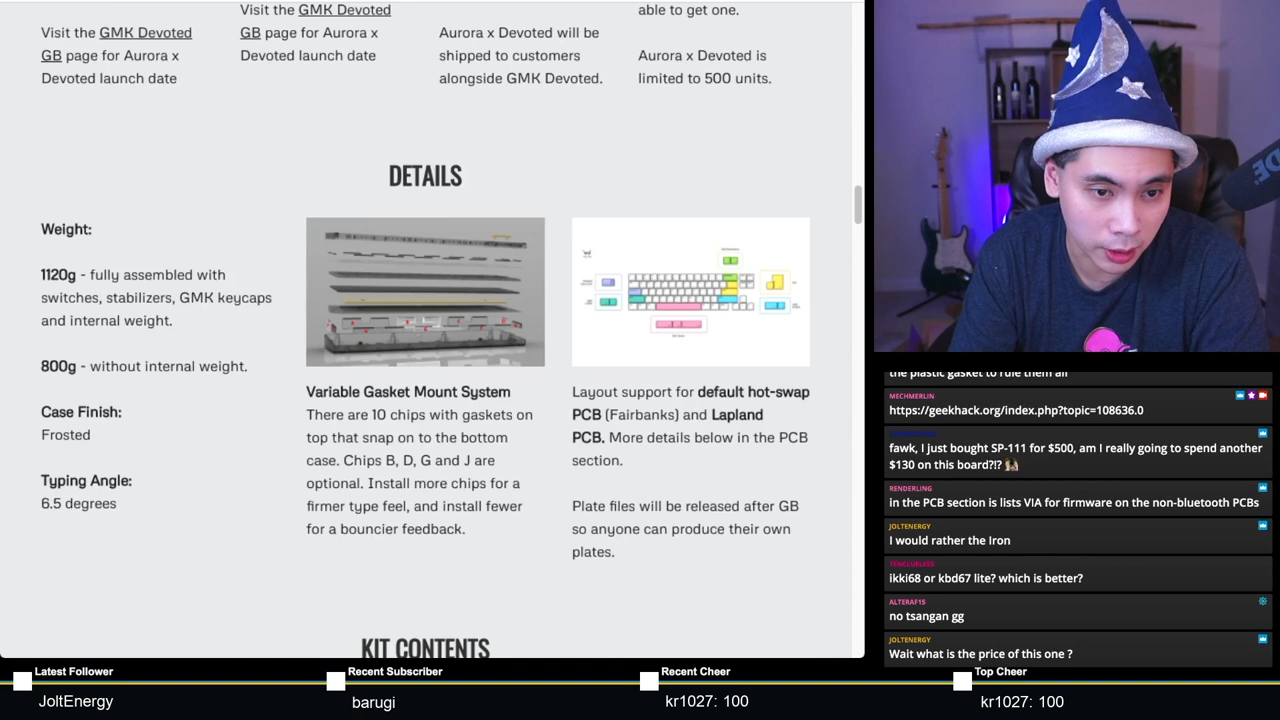 able to get one.
Visit the GMK Devoted
GB page for Aurora x
Devoted launch date
Visit the GMK Devoted
GB page for Aurora x
Devoted launch date
Aurora x Devoted will be
shipped to customers
alongside GMK Devoted.
Aurora x Devoted is
limited to 500 units.
DETAILS
Weight:
1120g - fully assembled with
switches, stabilizers, GMK keycaps
and internal weight.
800g - without internal weight.
Case Finish:
Frosted
Typing Angle:
6.5 degrees
Variable Gasket Mount System
There are 10 chips with gaskets on
top that snap on to the bottom
case. Chips B, D, G and J are
optional. Install more chips for a
firmer type feel, and install fewer
for a bouncier feedback.
Layout support for default hot-swap
PCB (Fairbanks) and Lapland
PCB. More details below in the PCB
section.
Plate files will be released after GB
so anyone can produce their own
plates.
KIT CONTENTS
the plastic gasket to rule them all
MECHMERLIN
https://geekhack.org/index.php?topic=108636.0
fawk, I just bought SP-111 for $500, am I really going to spend another
$130 on this board?!?
RENDERLING
in the PCB section is lists VIA for firmware on the non-bluetooth PCBs
JOLTENERGY
I would rather the Iron
TENCLUELESS
ikki68 or kbd67 lite? which is better?
ALTERAF15
no tsangan gg
JOLTENERGY
Wait what is the price of this one ?
Latest Follower
JoltEnergy
Recent Subscriber
barugi
Recent Cheer
kr1027: 100
Top Cheer
kr1027: 100